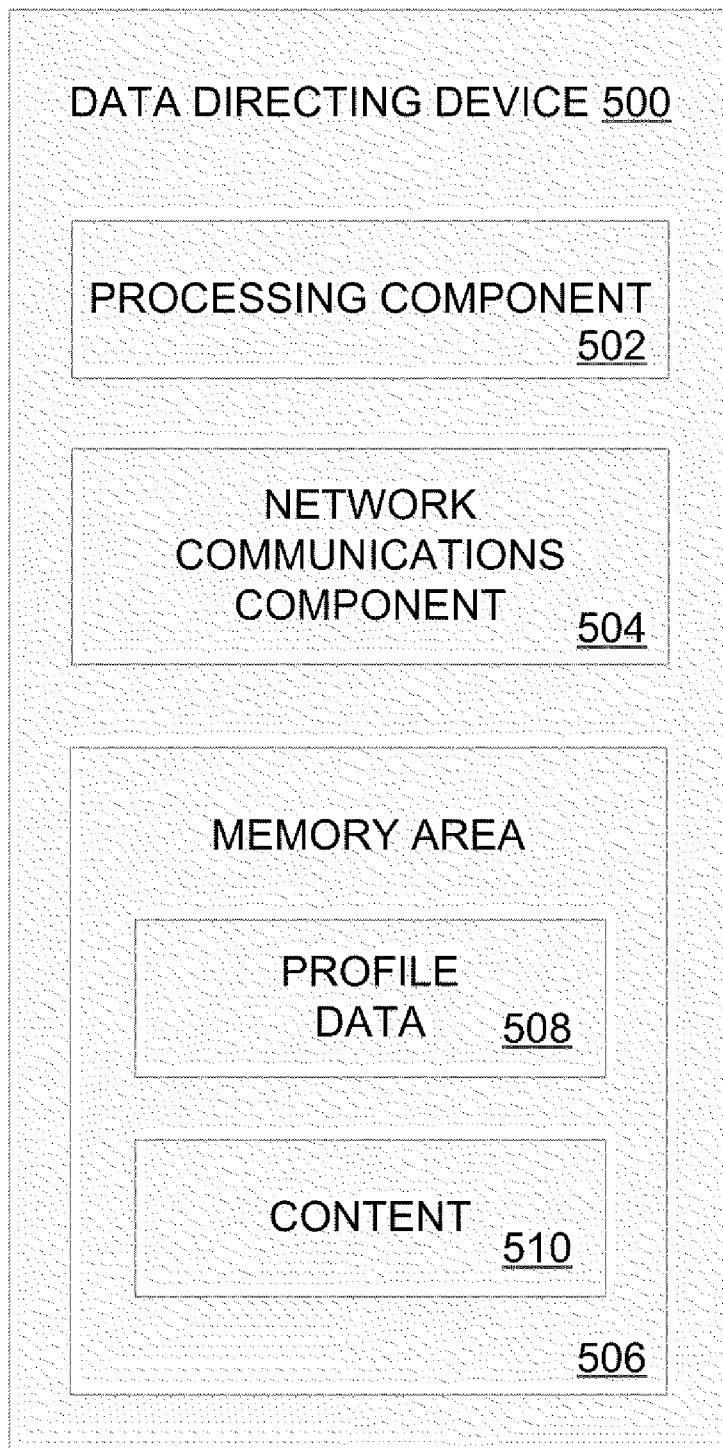 DATA DIRECTING DEVICE 500
PROCESSING COMPONENT
502
NETWORK
COMMUNICATIONS
COMPONENT
504
MEMORY AREA
PROFILE
DATA
508
CONTENT
510
506